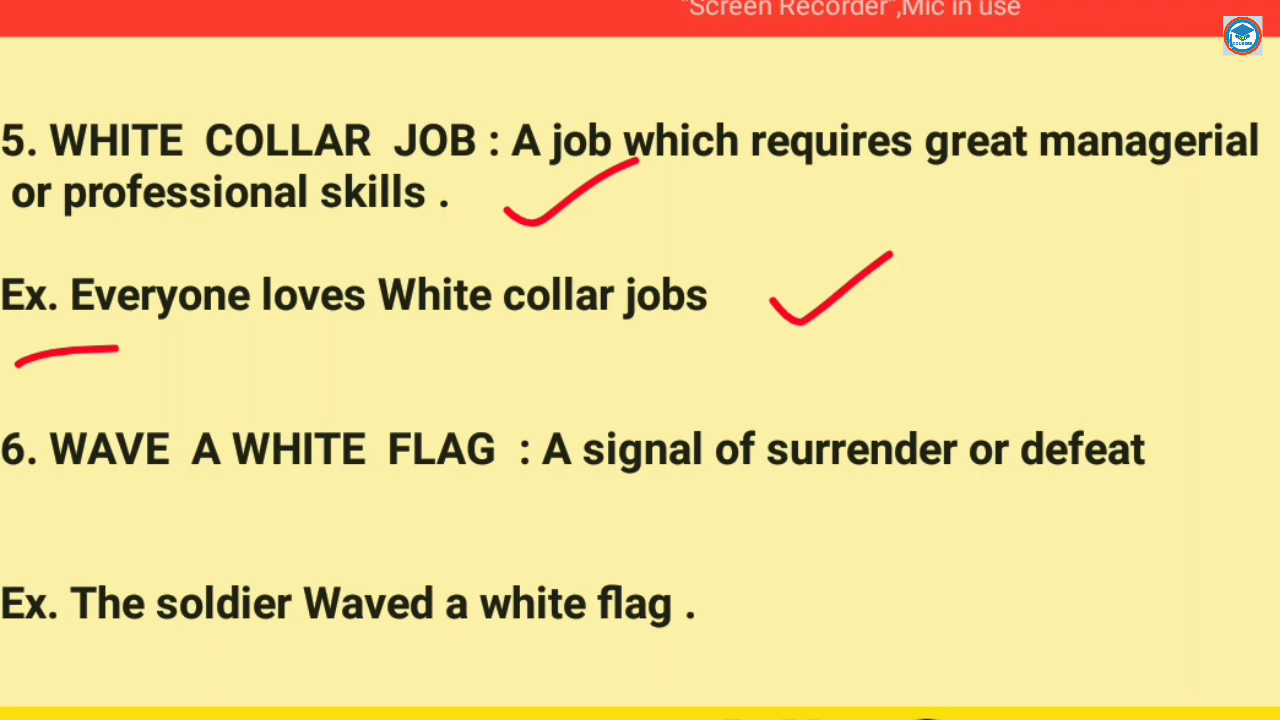 "Screen Recorder",Mic in use
5. WHITE COLLAR JOB : A job which requires great managerial
or professional skills .
Ex. Everyone loves White collar jobs
6. WAVE A WHITE FLAG : A signal of surrender or defeat
Ex. The soldier Waved a white flag .